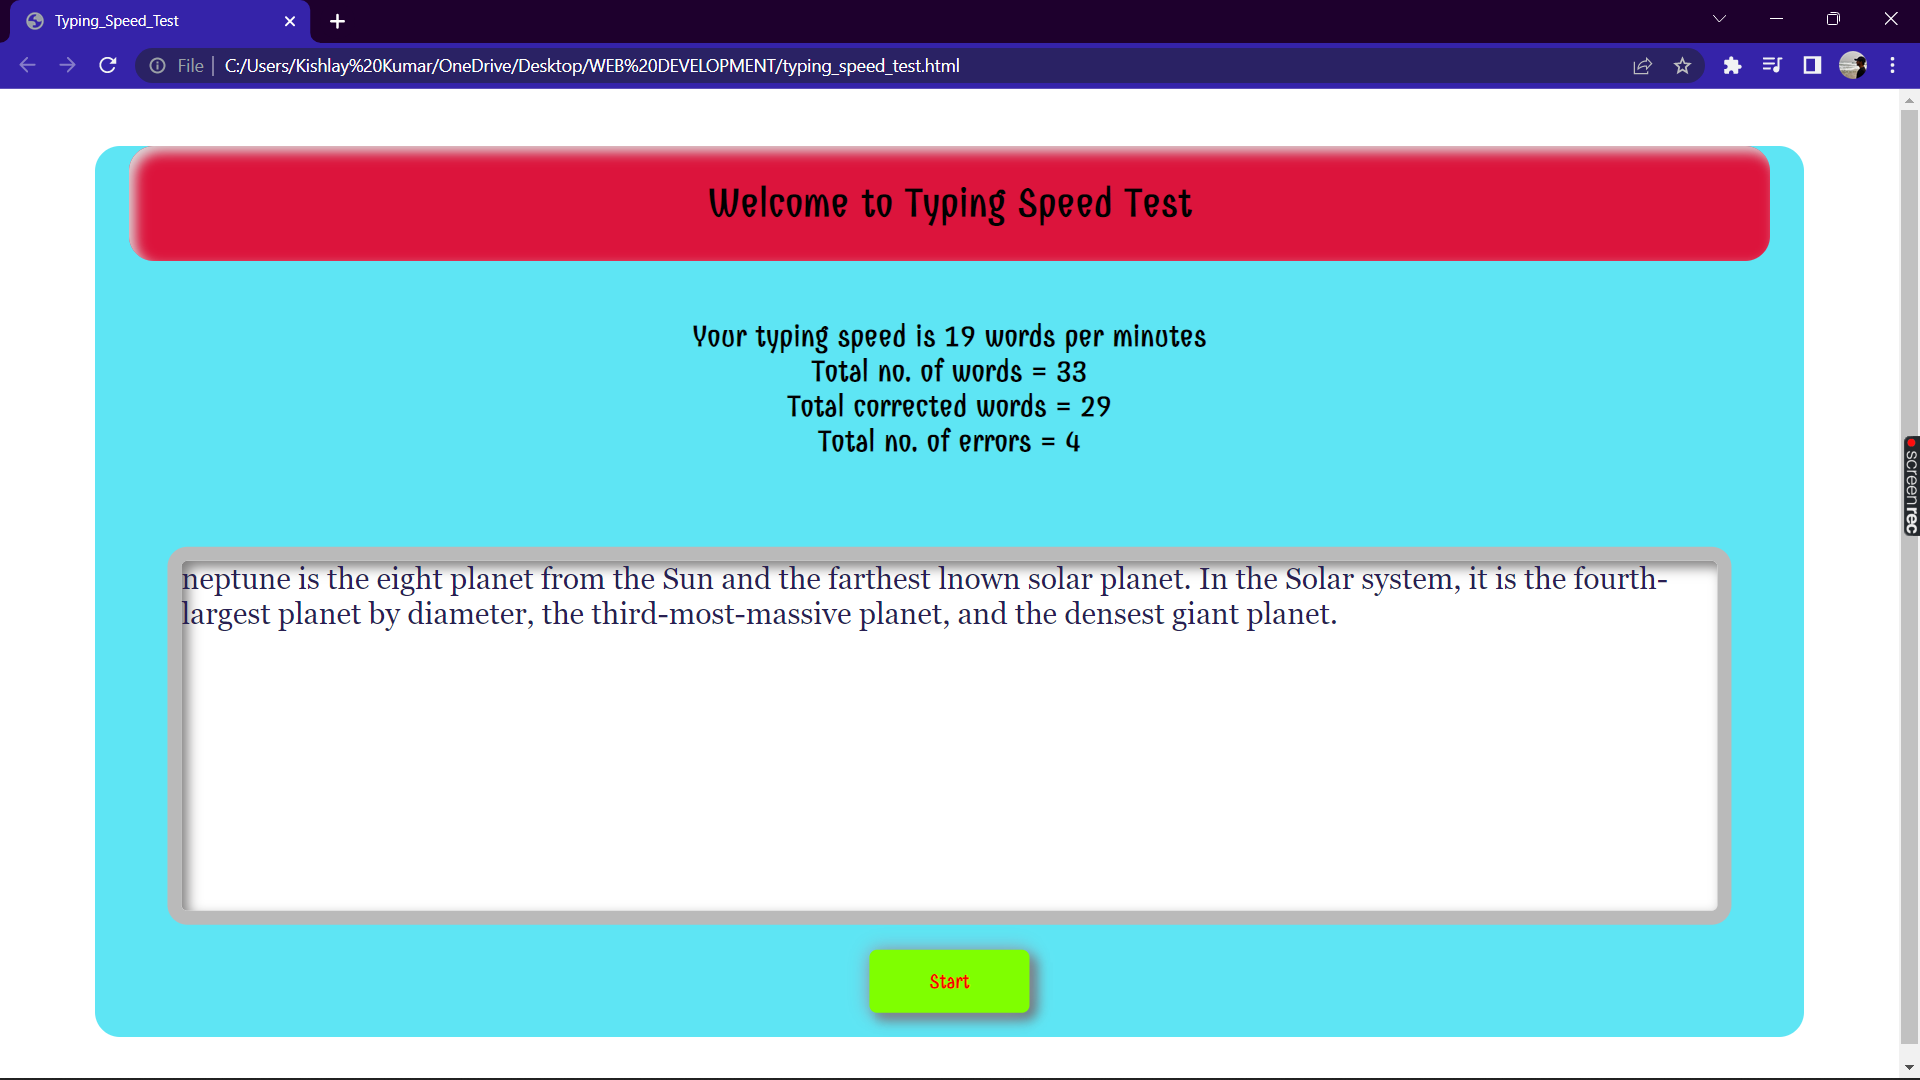 Typing_Speed_Test
File | C:/Users/Kishlay%20Kumar/OneDrive/Desktop/WEB%20DEVELOPMENT/typing_speed_test.html
Welcome to Typing Speed Test
Your typing speed is 19 words per minutes
Total no. of words = 33
Total corrected words = 29
Total no. of errors = 4
screenrec
neptune is the eight planet from the Sun and the farthest lnown solar planet. In the Solar system, it is the fourth-
largest planet by diameter, the third-most-massive planet, and the densest giant planet.
Start